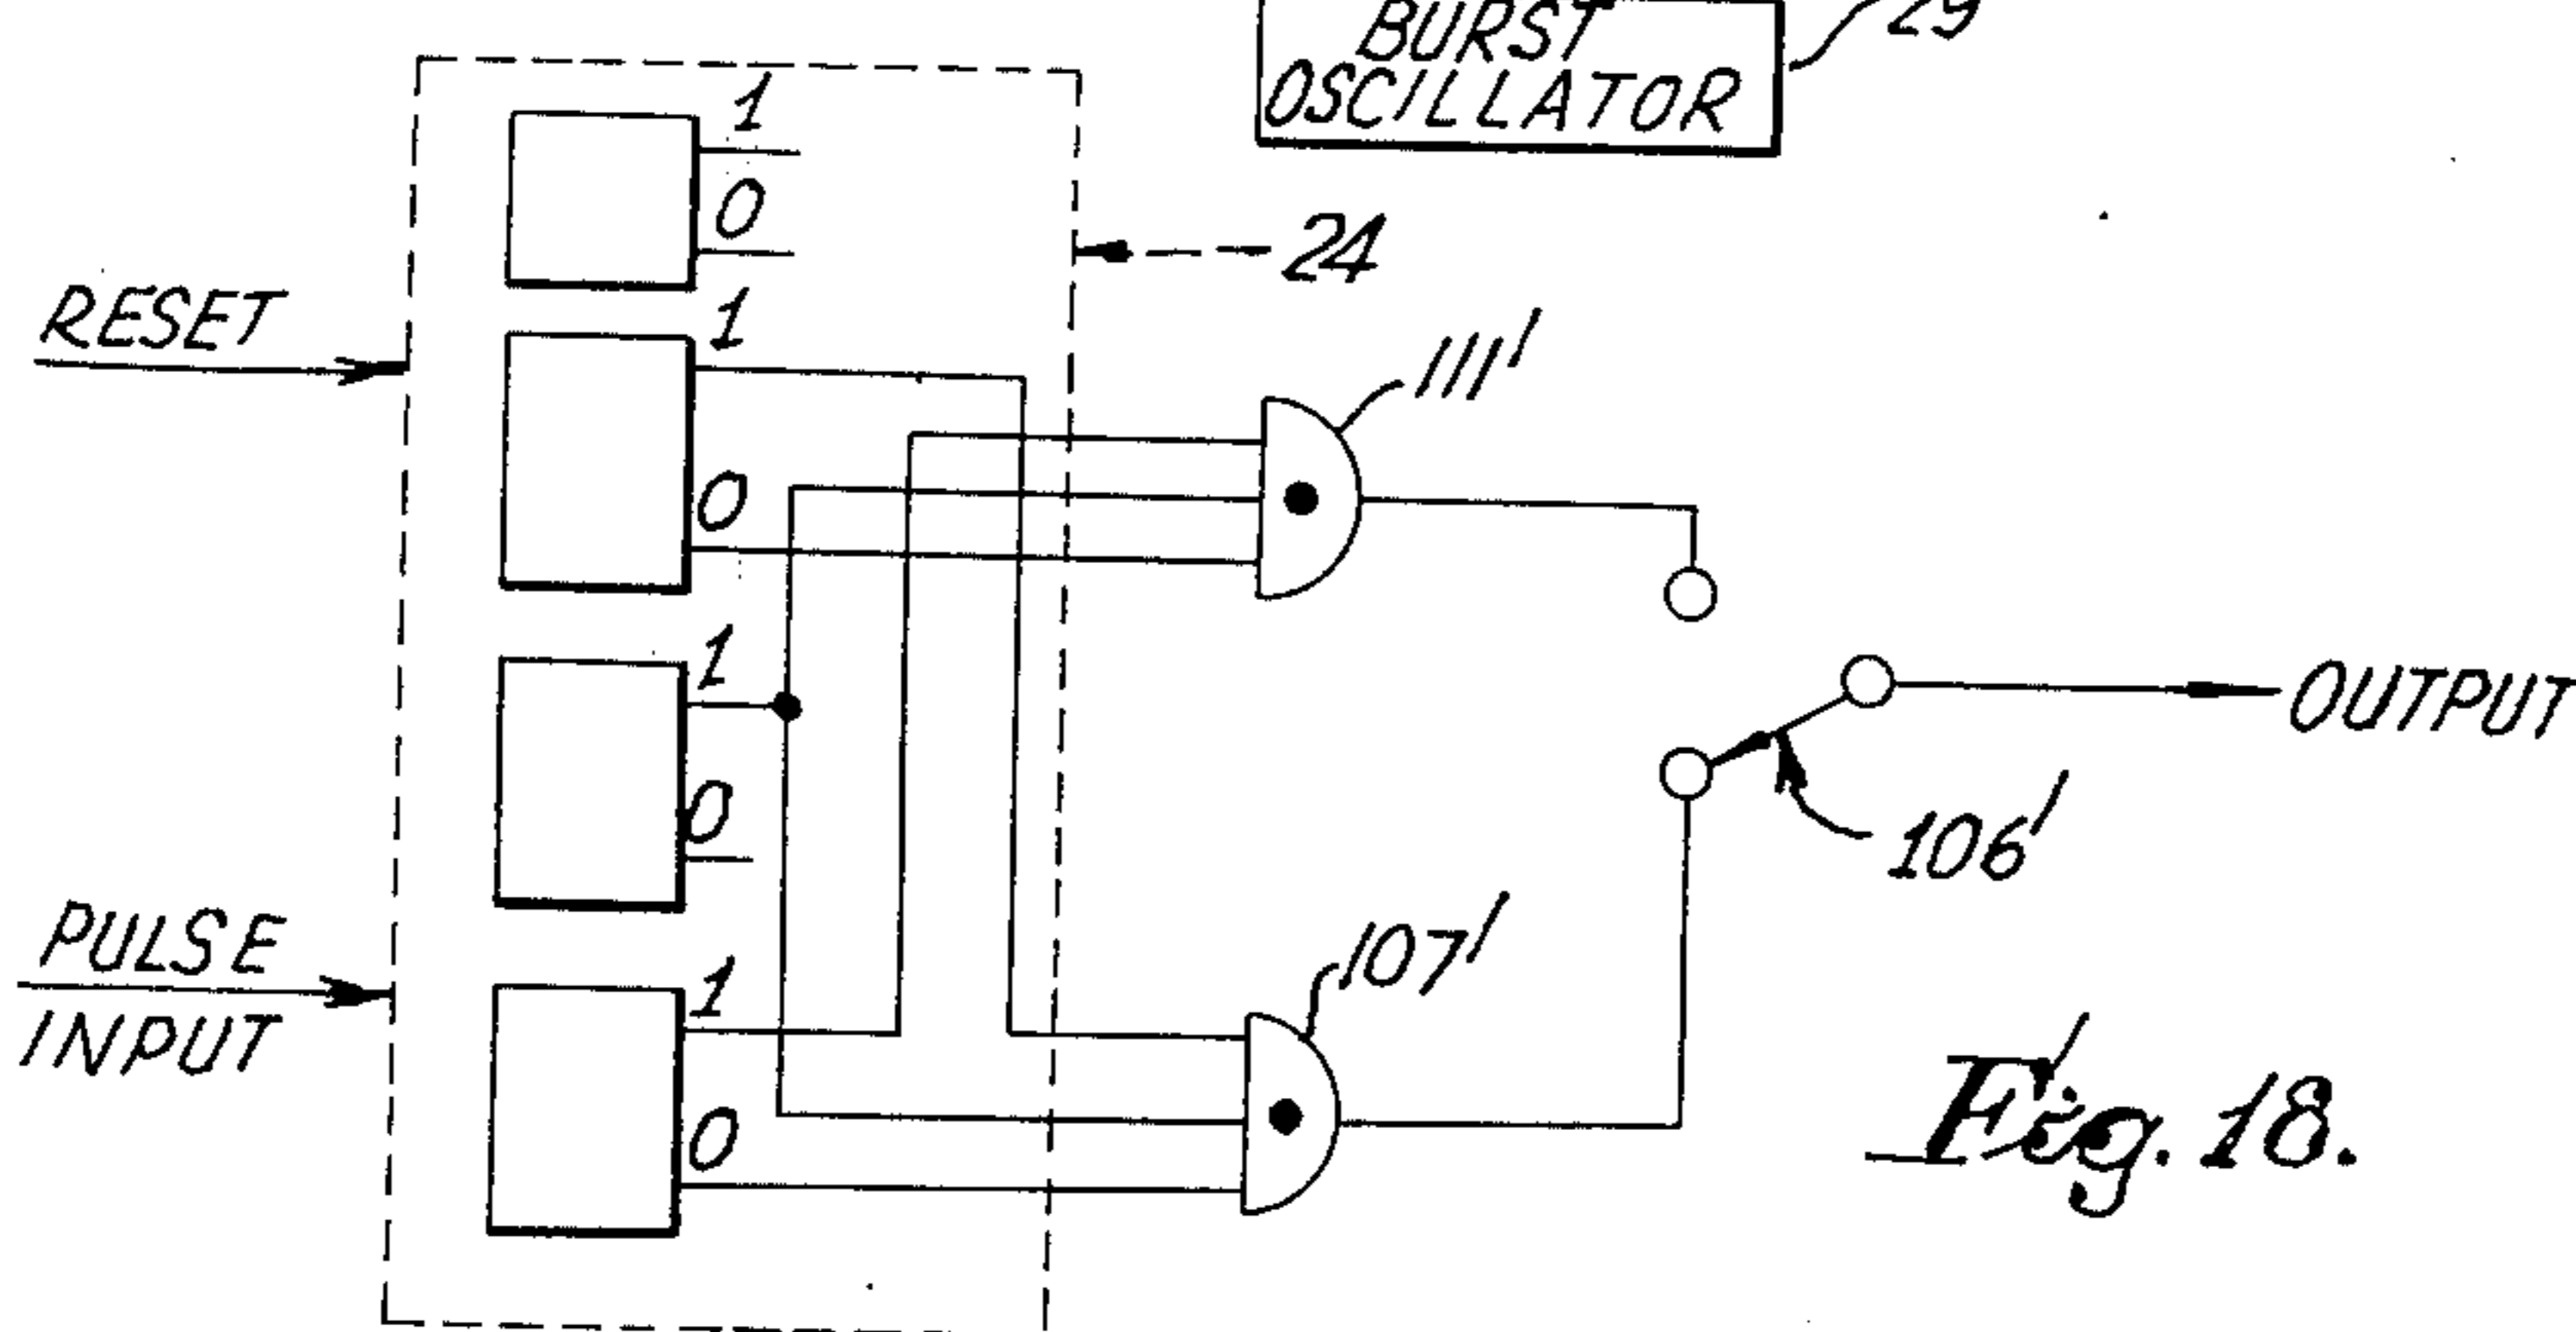 BURST
OSCILLATOR
29
1
0
24
RESET
1
111'
0
1
0
OUTPUT
106'
PULSE
INPUT
1
107'
0
Fig. 18.